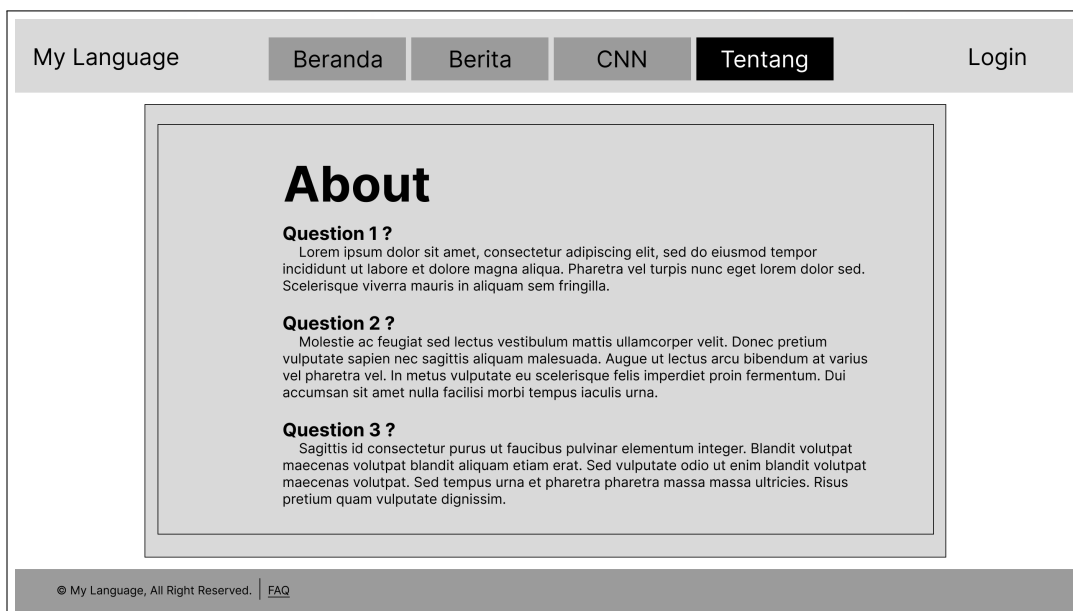 My Language
Beranda
Berita
CNN
Tentang
Login
About
Question 1 ?
Lorem ipsum dolor sit amet, consectetur adipiscing elit, sed do eiusmod tempor
incididunt ut labore et dolore magna aliqua. Pharetra vel turpis nunc eget lorem dolor sed.
Scelerisque viverra mauris in aliquam sem fringilla.
Question 2 ?
Molestie ac feugiat sed lectus vestibulum mattis ullamcorper velit. Donec pretium
vulputate sapien nec sagittis aliquam malesuada. Augue ut lectus arcu bibendum at varius
vel pharetra vel. In metus vulputate eu scelerisque felis imperdiet proin fermentum. Dui
accumsan sit amet nulla facilisi morbi tempus iaculis urna.
Question 3 ?
Sagittis id consectetur purus ut faucibus pulvinar elementum integer. Blandit volutpat
maecenas volutpat blandit aliquam etiam erat. Sed vulputate odio ut enim blandit volutpat
maecenas volutpat. Sed tempus urna et pharetra pharetra massa massa ultricies. Risus
pretium quam vulputate dignissim.
© My Language, All Right Reserved.
FAQ